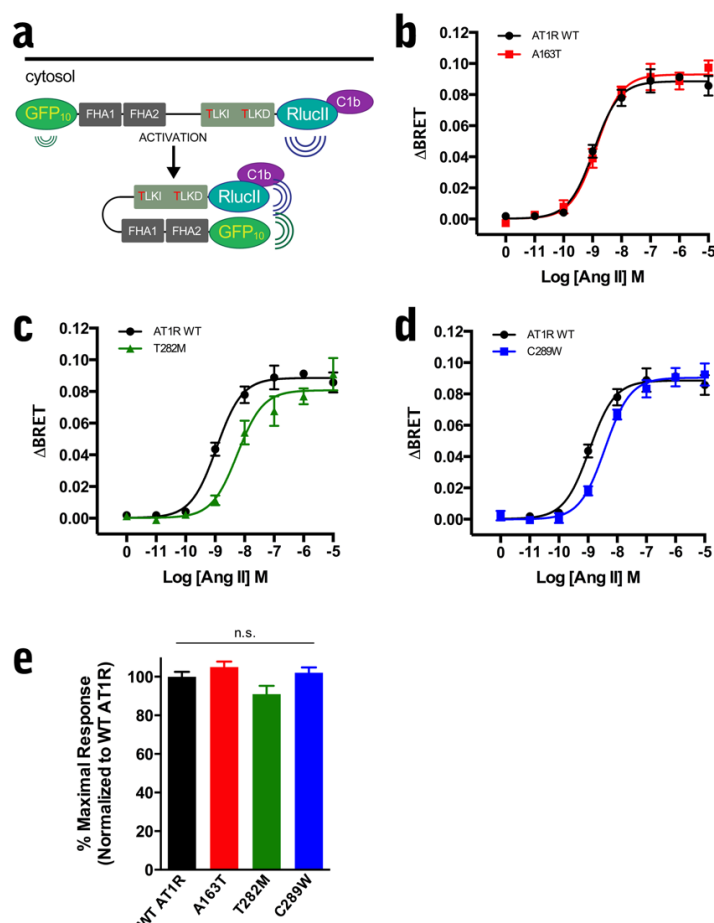 a
cytosol
GFP10 FHA1 FHA2 TLKI TLKD RlucII C1b
ACTIVATION
TLKI TLKD RlucII C1b
FHA1 FHA2 GFP10
b
AT1R WT
A163T
ΔBRET
0.12
0.10
0.08
0.06
0.04
0.02
0.00
0 -11 -10 -9 -8 -7 -6 -5
Log [Ang II] M
c
AT1R WT
T282M
ΔBRET
0.12
0.10
0.08
0.06
0.04
0.02
0.00
0 -11 -10 -9 -8 -7 -6 -5
Log [Ang II] M
d
AT1R WT
C289W
ΔBRET
0.12
0.10
0.08
0.06
0.04
0.02
0.00
0 -11 -10 -9 -8 -7 -6 -5
Log [Ang II] M
e
n.s.
% Maximal Response
(Normalized to WT AT1R)
100
80
60
40
20
0
WT AT1R A163T T282M C289W